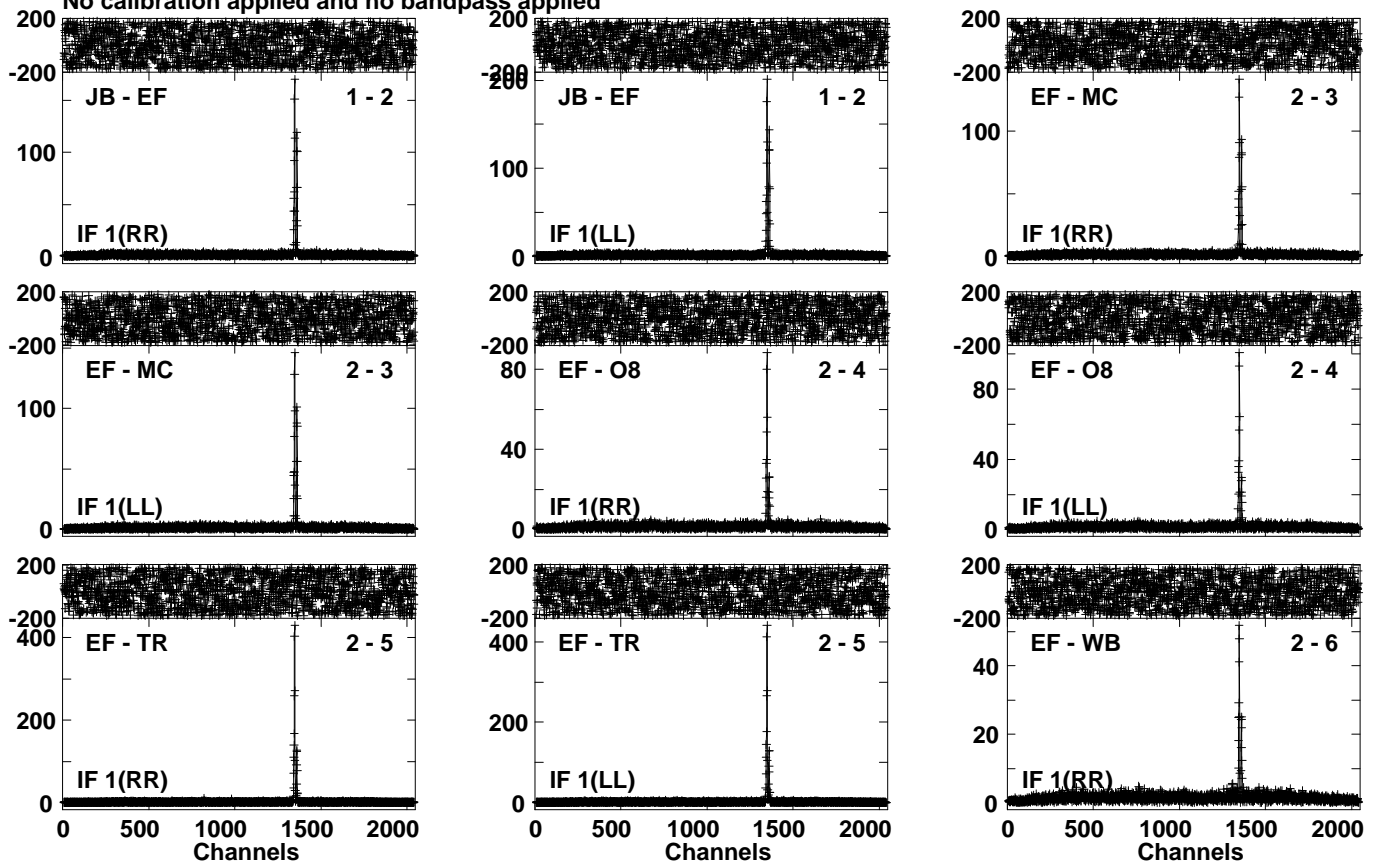 No calibration applied and no bandpass applied
200
-200
JB - EF 1 - 2
100
IF 1(RR)
0
200
-200
200
JB - EF 1 - 2
100
IF 1(LL)
0
200
-200
EF - MC 2 - 3
100
IF 1(RR)
0
200
-200
EF - MC 2 - 3
100
IF 1(LL)
0
200
-200
80
EF - O8 2 - 4
40
IF 1(RR)
0
200
-200
EF - O8 2 - 4
80
40
IF 1(LL)
0
200
-200
400
EF - TR 2 - 5
200
IF 1(RR)
0
0 500 1000 1500 2000
Channels
200
-200
EF - TR 2 - 5
400
200
IF 1(LL)
0
0 500 1000 1500 2000
Channels
200
-200
EF - WB 2 - 6
40
20
IF 1(RR)
0
0 500 1000 1500 2000
Channels